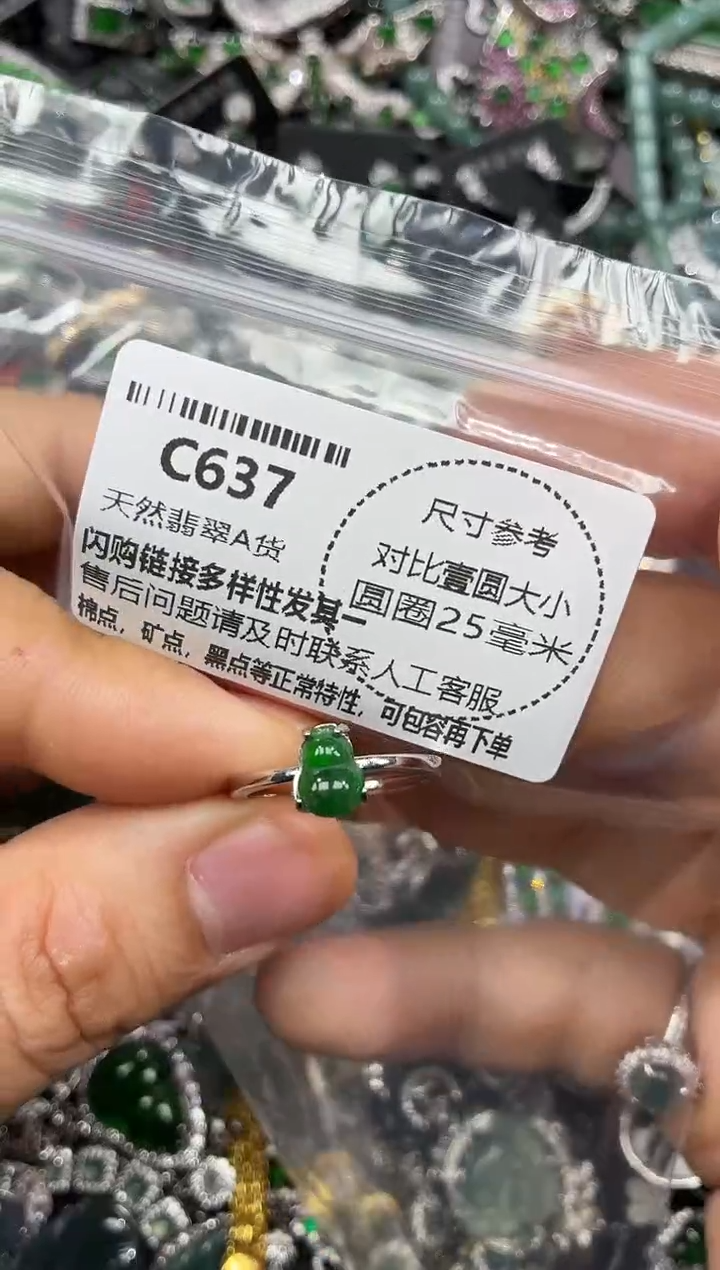 C637
天然翡翠A货
闪购链接多样性发其一
售后问题请及时联系人工客服
棉点，矿点，黑点等正常特性，可包容再下单
尺寸参考
对比壹圆大小
圆圈25毫米